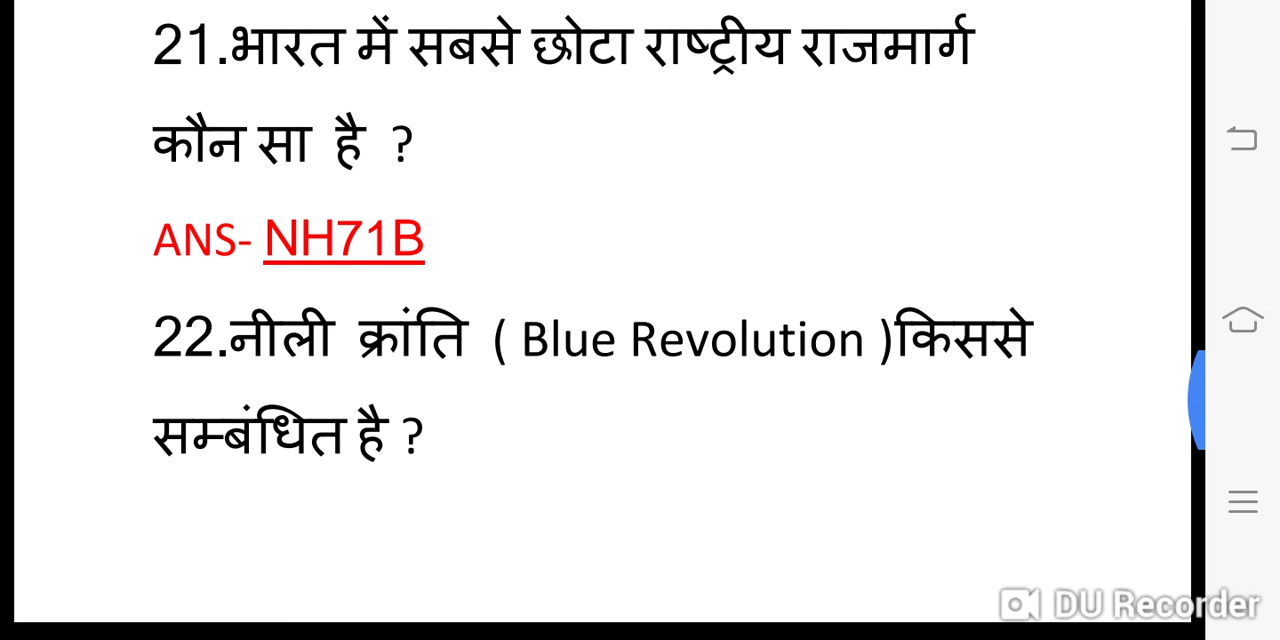 21.भारत में सबसे छोटा राष्ट्रीय राजमार्ग
कौन सा है ?
ANS- NH71B
22.नीली क्रांति ( Blue Revolution )किससे
सम्बंधित है ?
DU Recorder